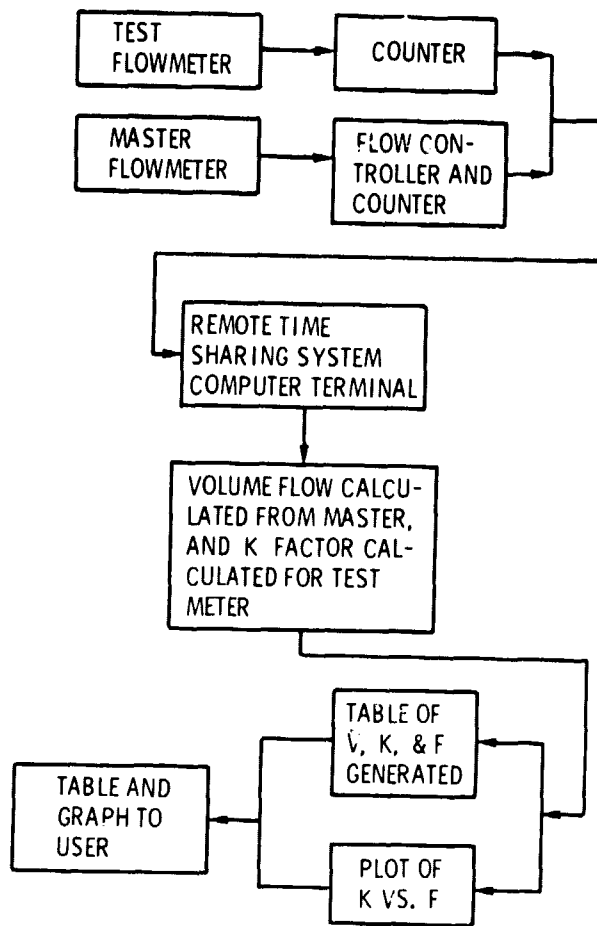 TEST
FLOWMETER
COUNTER
MASTER
FLOWMETER
FLOW CON-
TROLLER AND
COUNTER
REMOTE TIME
SHARING SYSTEM
COMPUTER TERMINAL
VOLUME FLOW CALCU-
LATED FROM MASTER,
AND K FACTOR CAL-
CULATED FOR TEST
METER
TABLE OF
V, K, & F
GENERATED
TABLE AND
GRAPH TO
USER
PLOT OF
K VS. F